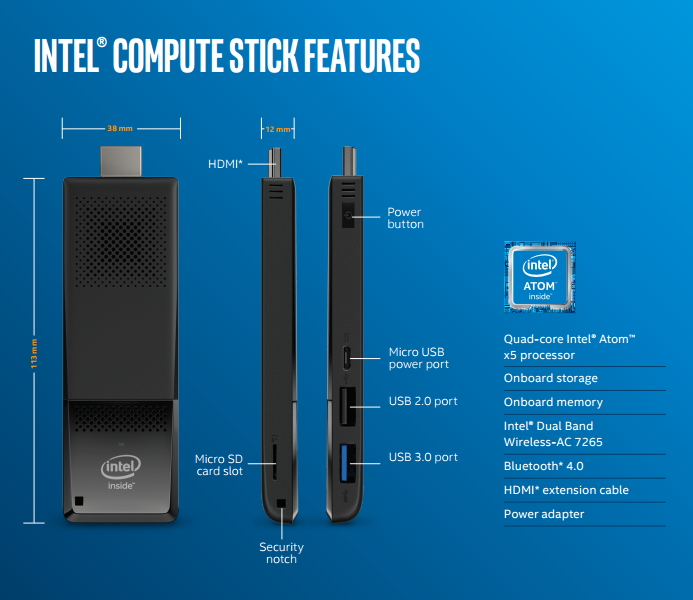 INTEL® COMPUTE STICK FEATURES
38 mm
12 mm
HDMI*
Power
button
113 mm
Micro USB
power port
USB 2.0 port
USB 3.0 port
Micro SD
card slot
Security
notch
intel
inside™
intel
ATOM™
inside™
Quad-core Intel® Atom™
x5 processor
Onboard storage
Onboard memory
Intel® Dual Band
Wireless-AC 7265
Bluetooth* 4.0
HDMI* extension cable
Power adapter